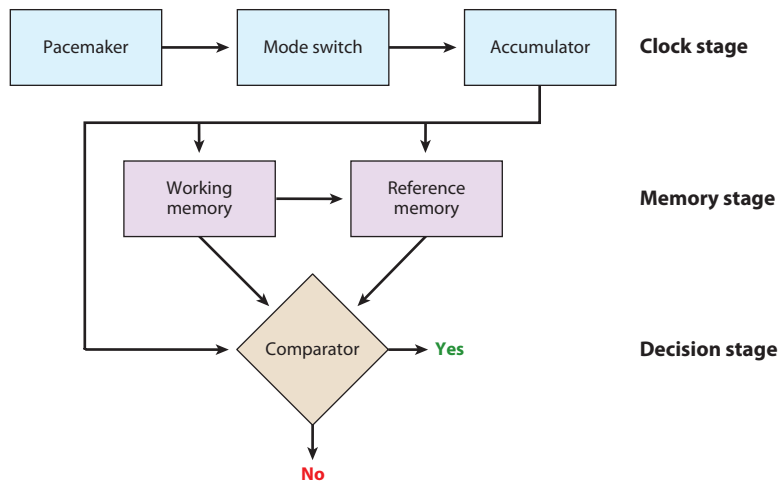 Pacemaker
Mode switch
Accumulator
Clock stage
Working
memory
Reference
memory
Memory stage
Comparator
Yes
Decision stage
No